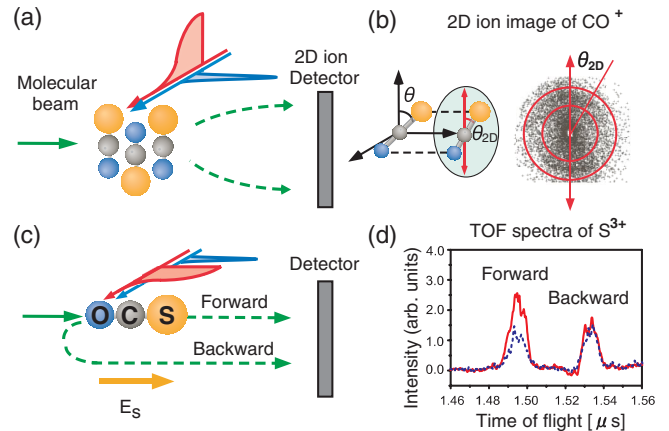 (a)
Molecular
beam
2D ion
Detector
(b)
2D ion image of CO⁺
θ
θ2D
θ2D
(c)
O C S
Forward
Backward
Detector
Es
(d)
TOF spectra of S³⁺
Intensity (arb. units)
4.0
3.0
2.0
1.0
0.0
Forward
Backward
1.46 1.48 1.50 1.52 1.54 1.56
Time of flight [ μs]